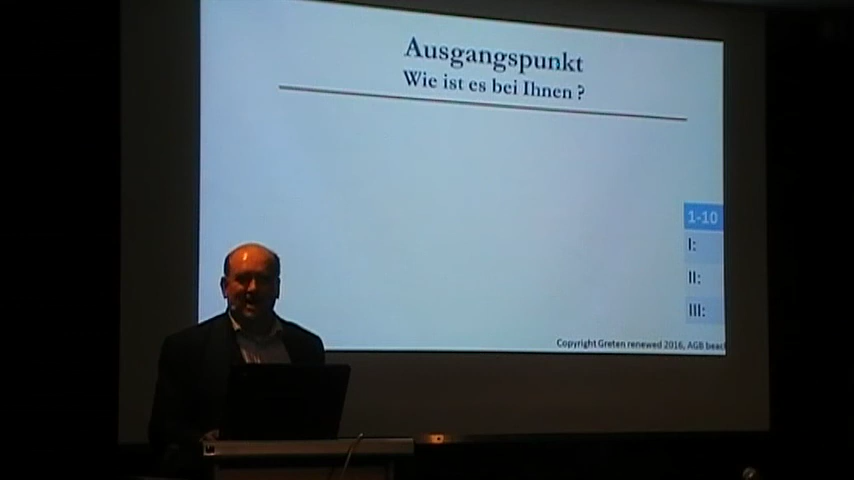 Ausgangspunkt
Wie ist es bei Ihnen ?
1-10
I:
II:
III:
Copyright Greten renewed 2016, AGB beac